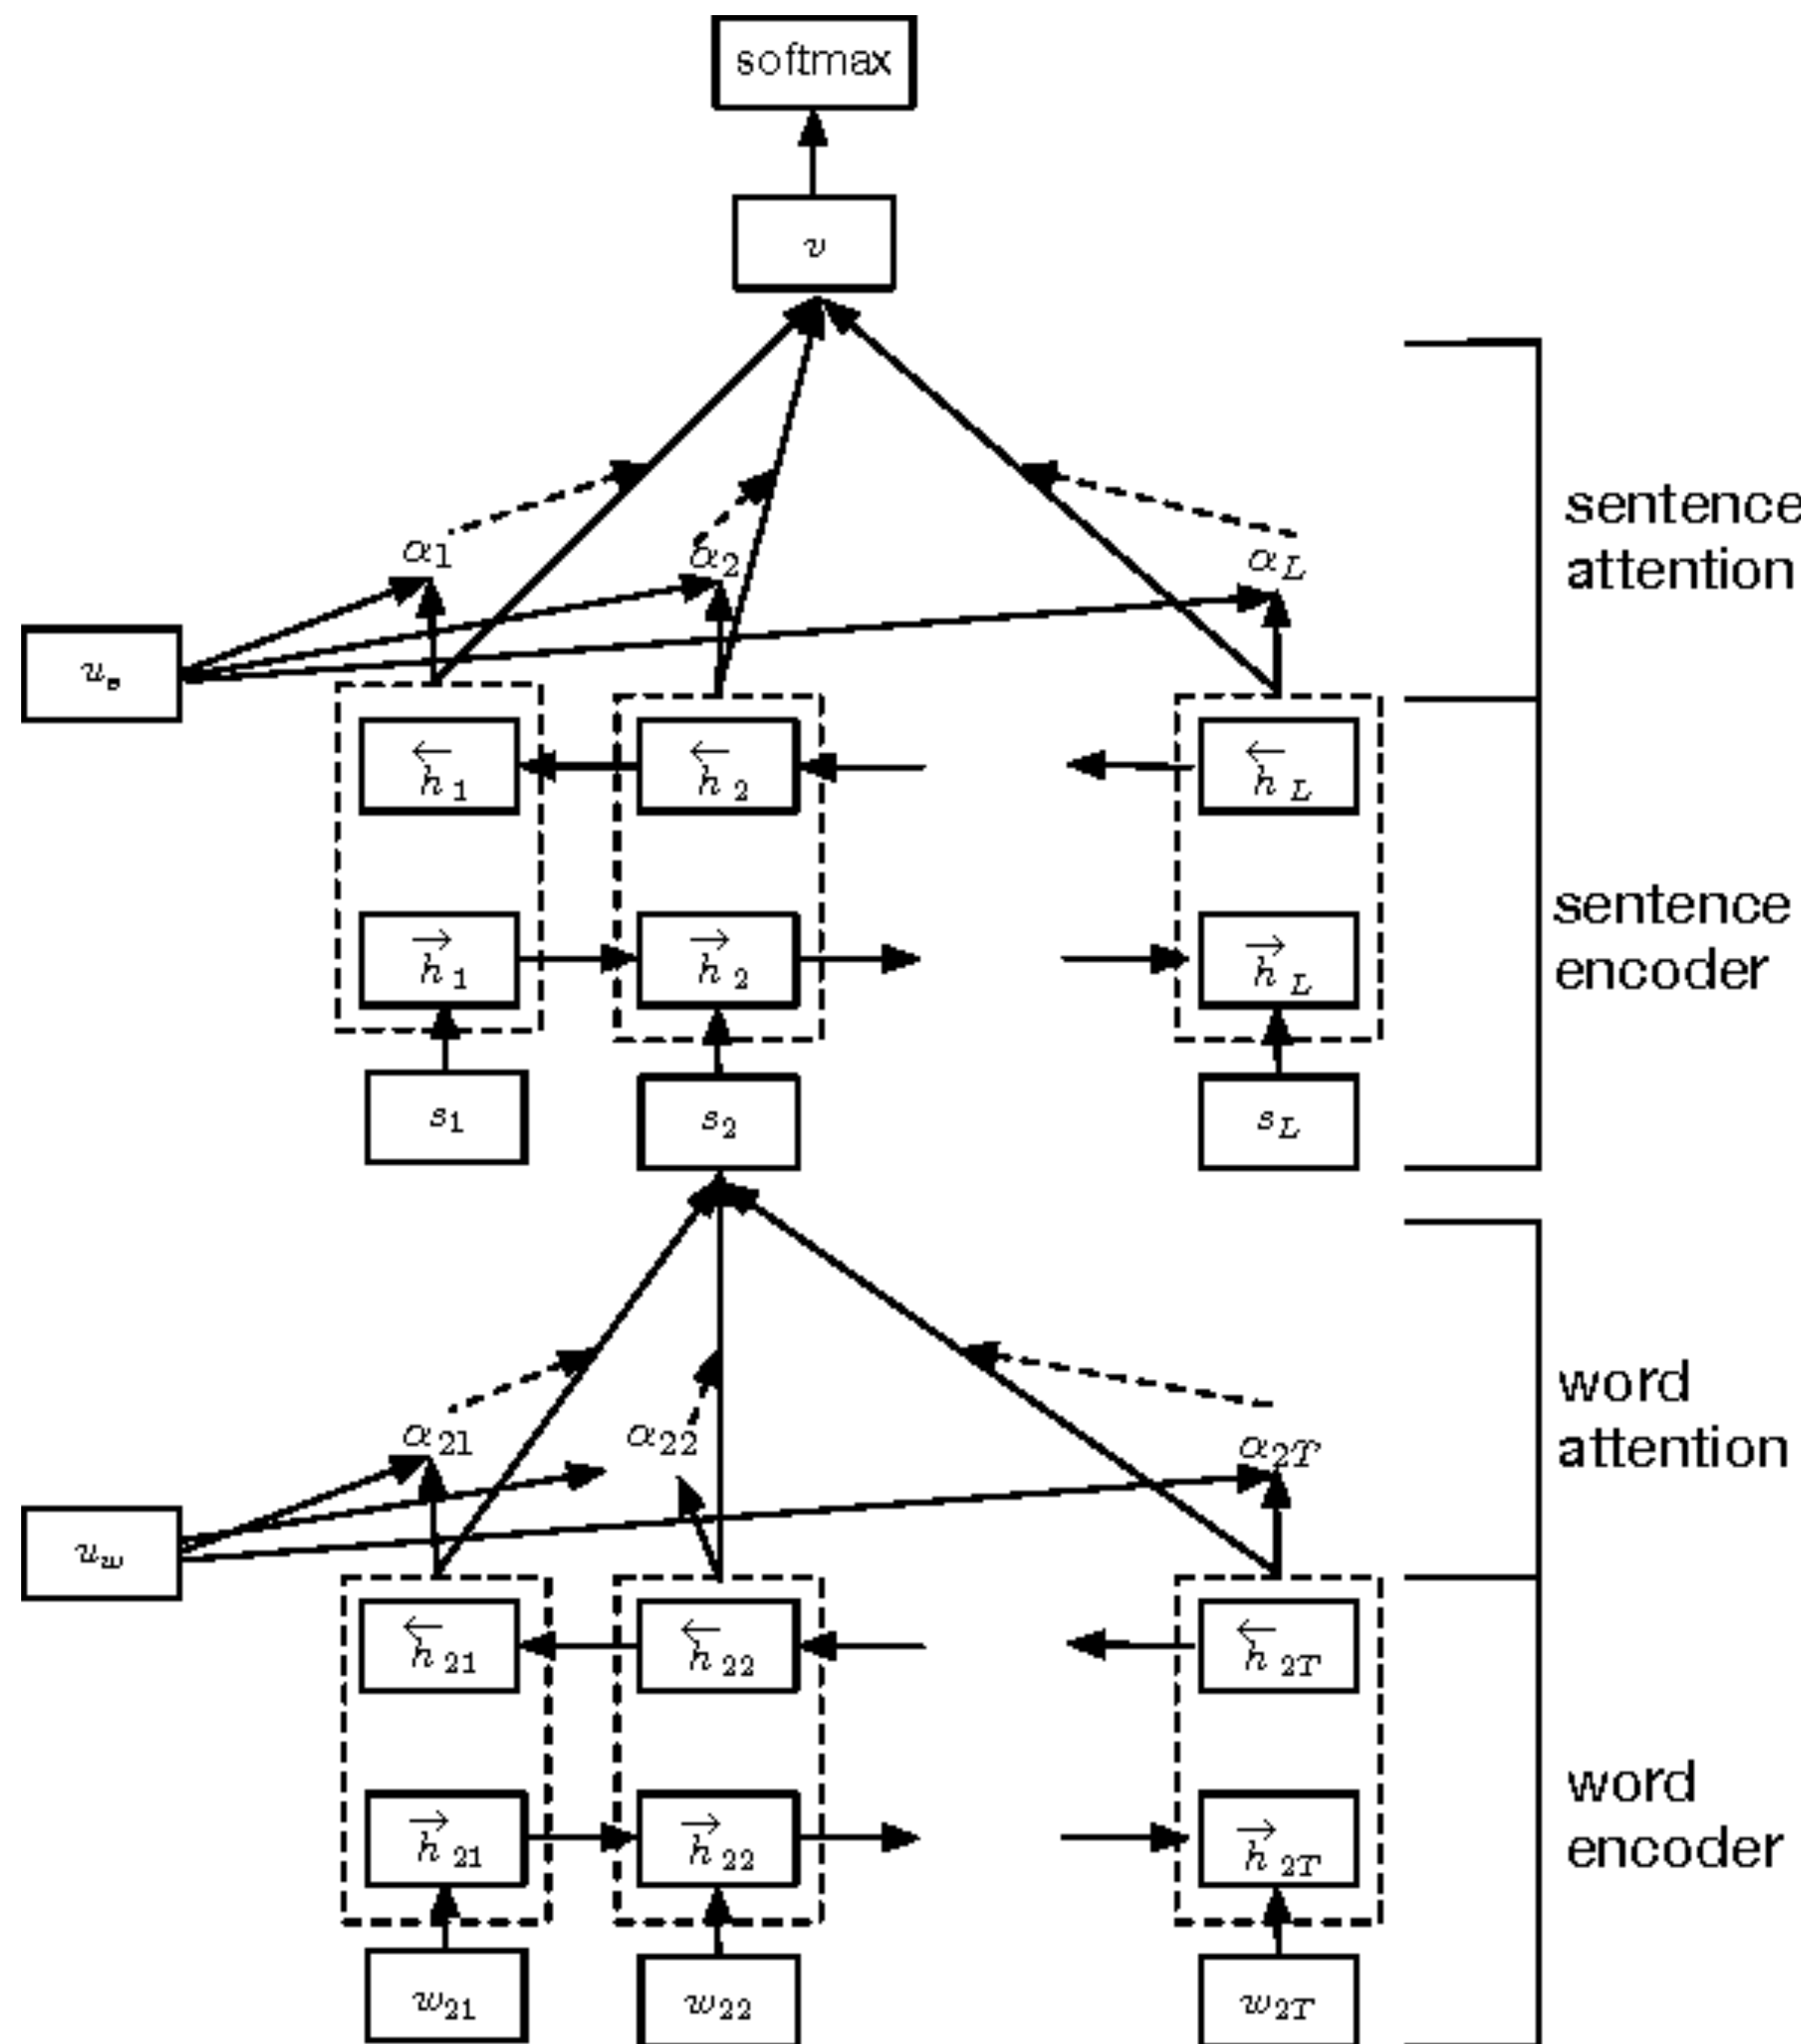 softmax
v
α1 α2 αL
sentence
attention
us
←h1 ←h2 ←hL
→h1 →h2 →hL
sentence
encoder
s1 s2 sL
α21 α22 α2T
word
attention
uw
←h21 ←h22 ←h2T
→h21 →h22 →h2T
word
encoder
w21 w22 w2T